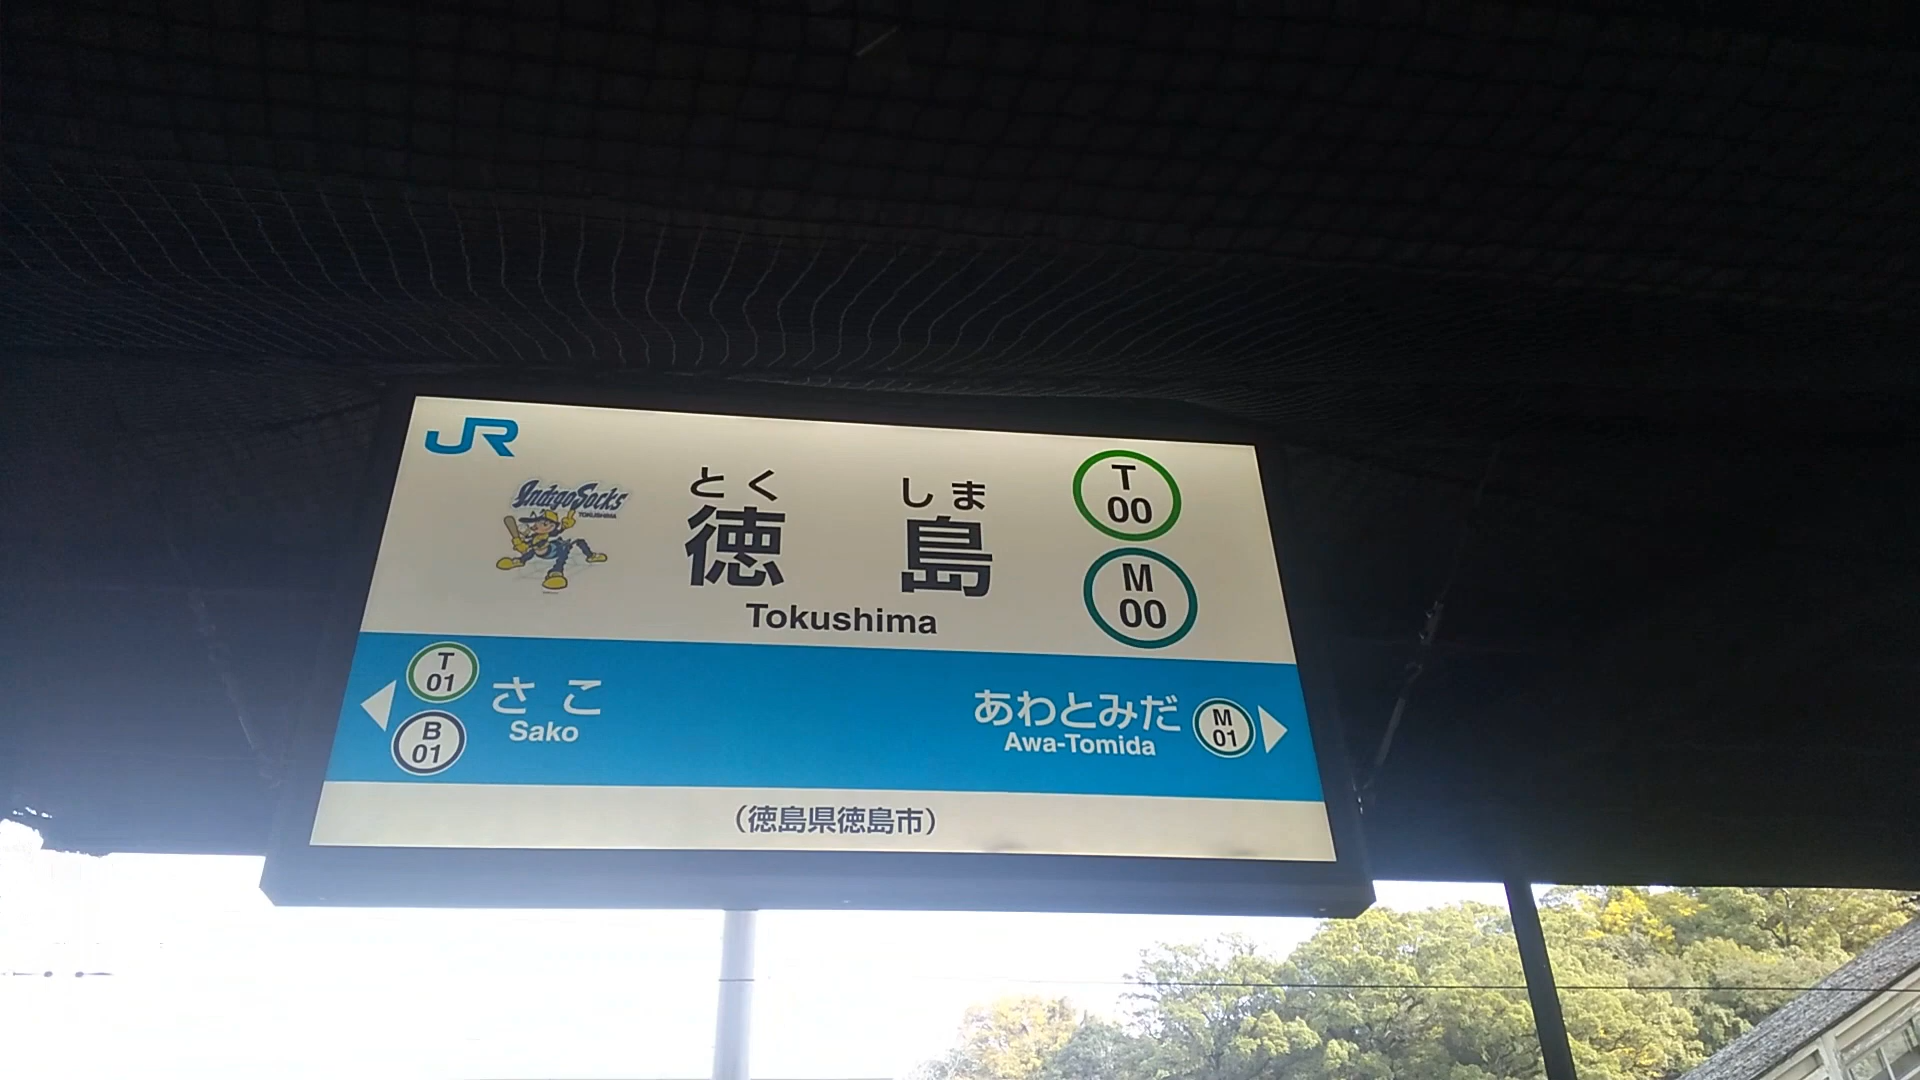 JR
IndigoSocks
TOKUSHIMA
とく しま
徳 島
Tokushima
T
00
M
00
T
01
B
01
さ こ
Sako
あわとみだ
Awa-Tomida
M
01
(徳島県徳島市)